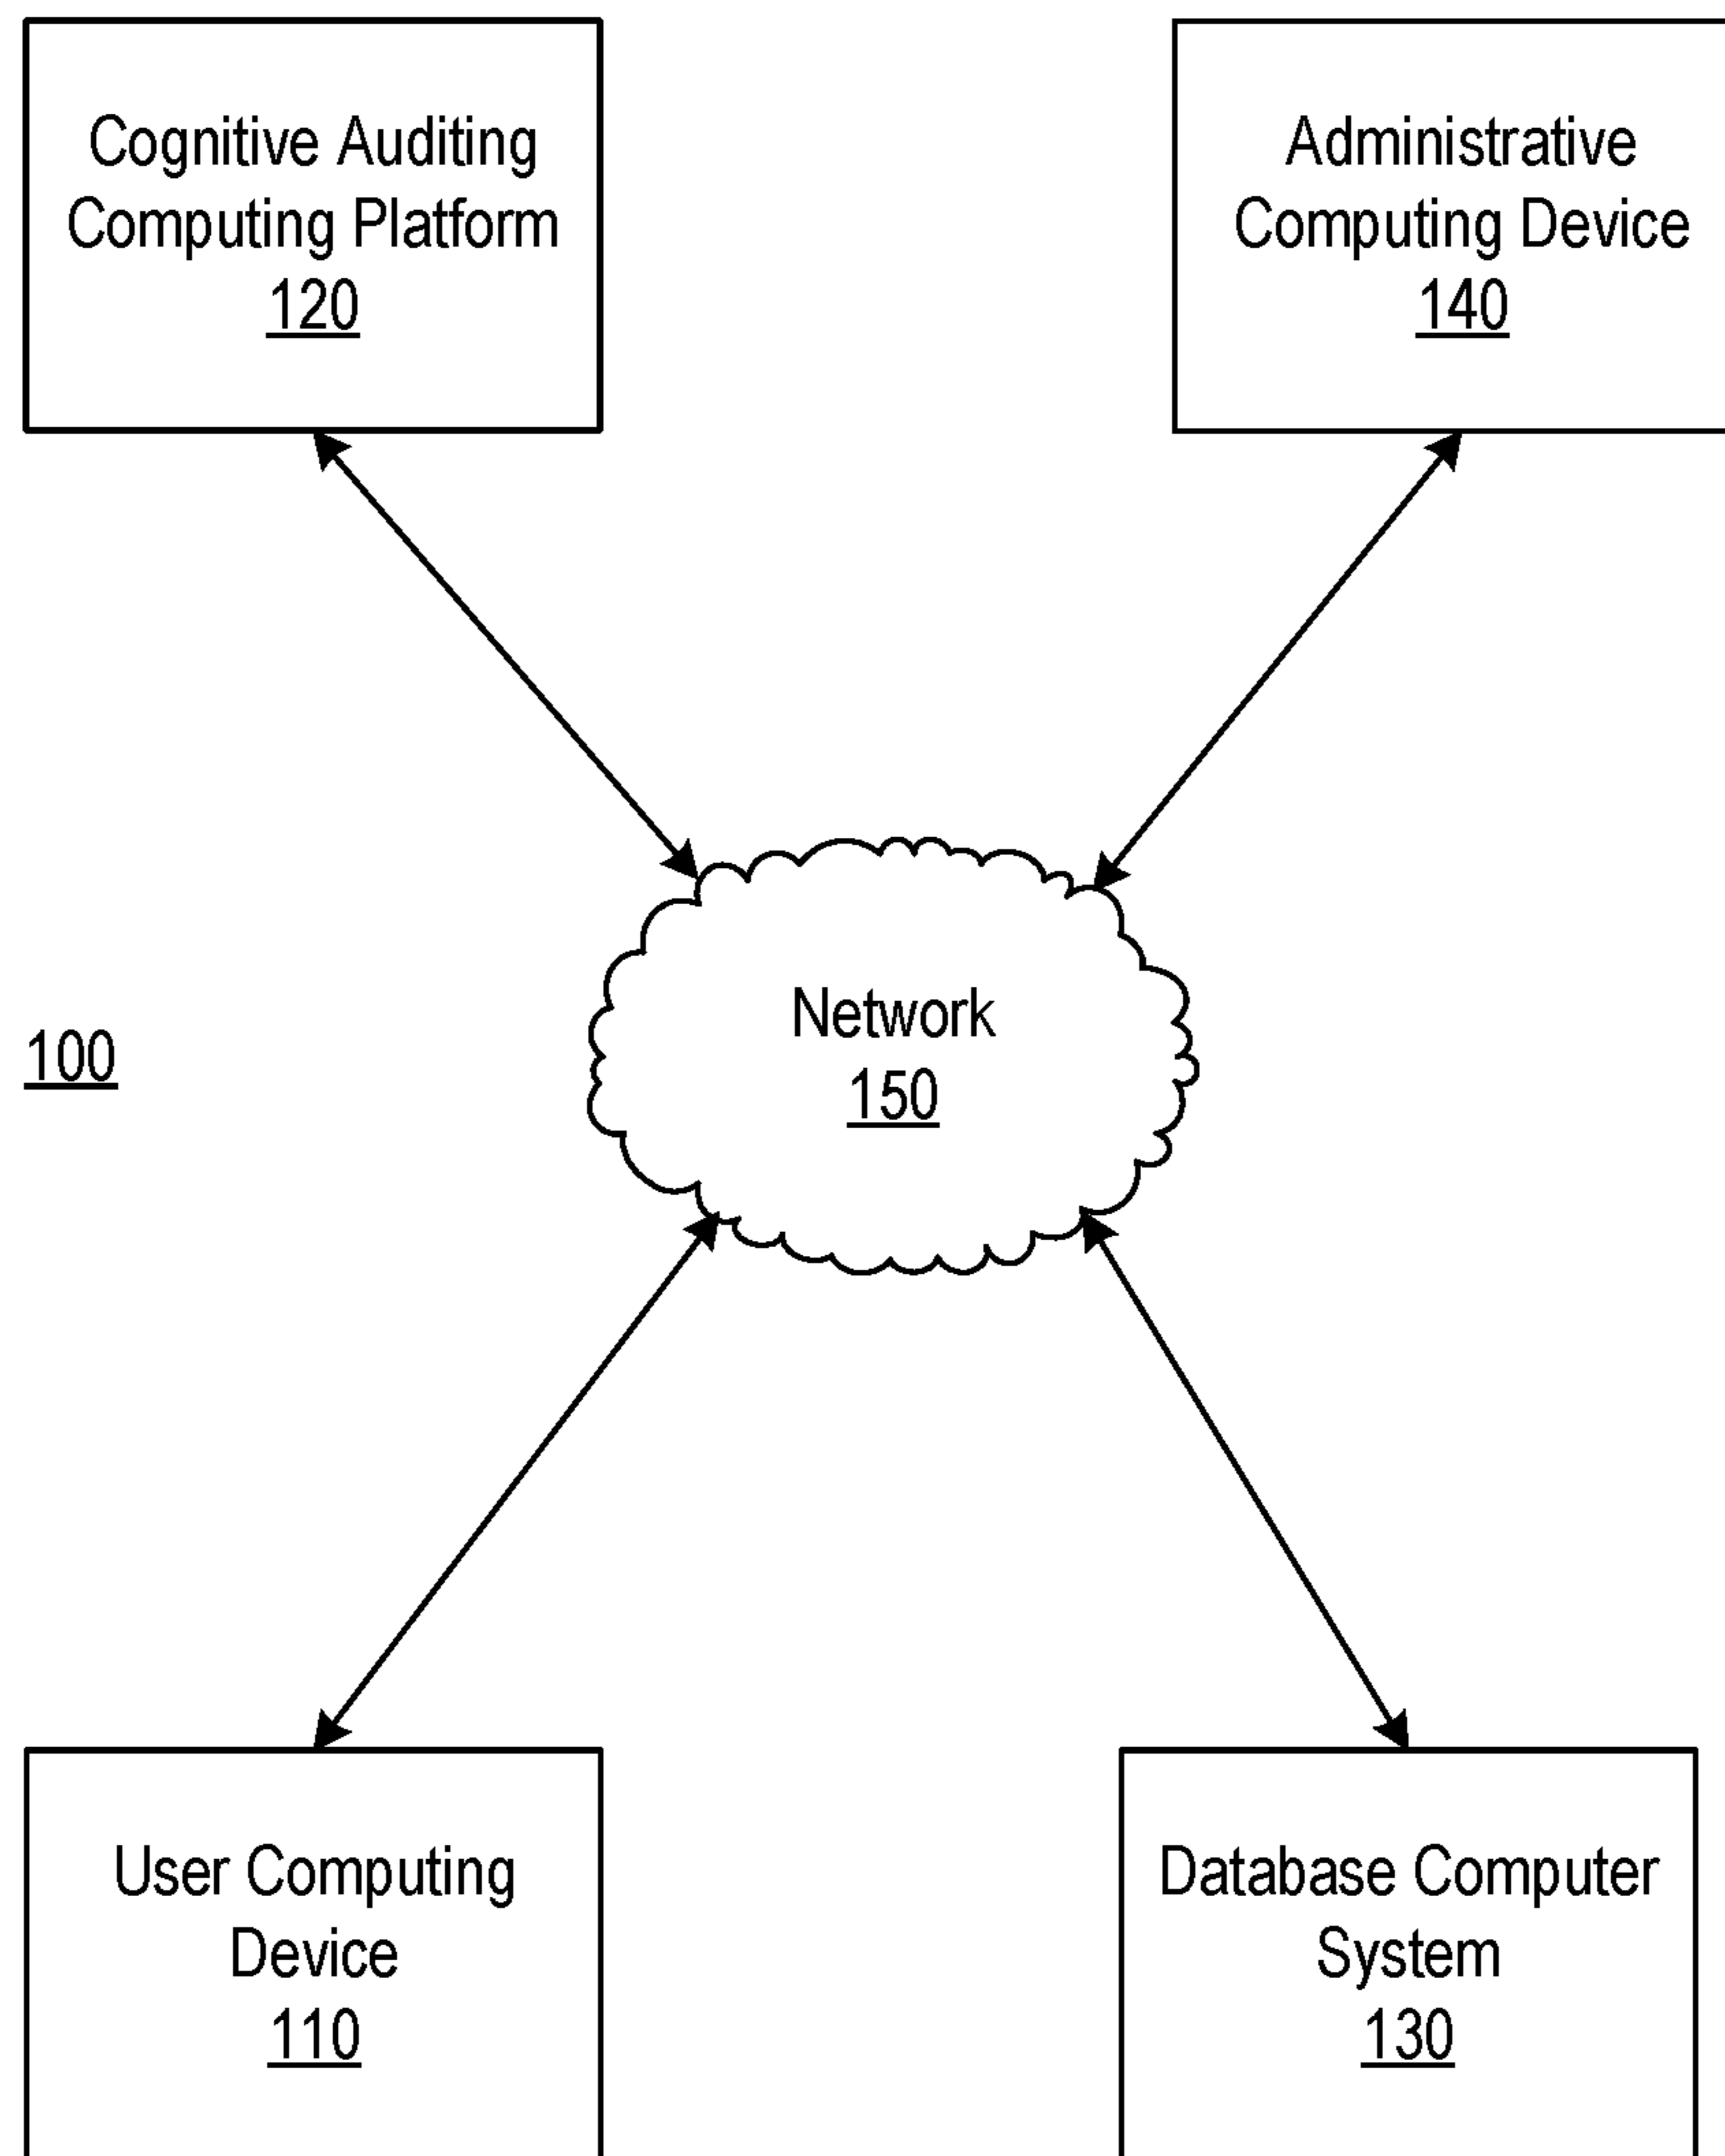 Cognitive Auditing
Computing Platform
120
Administrative
Computing Device
140
Network
150
100
User Computing
Device
110
Database Computer
System
130